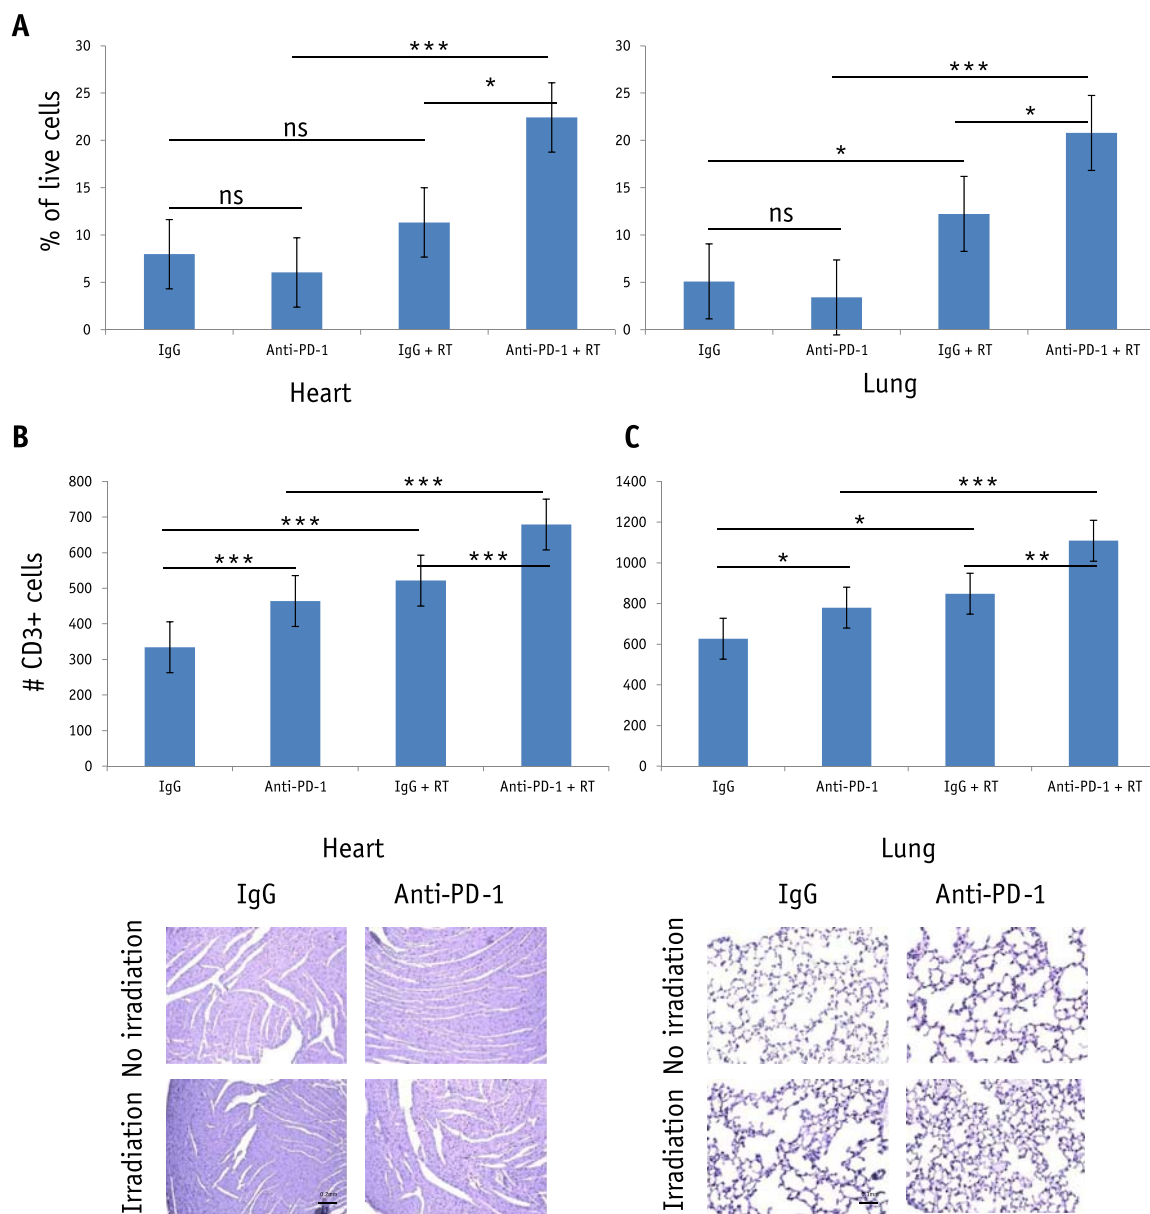 A
% of live cells
30
25
20
15
10
5
0
***
*
ns
ns
IgG
Anti-PD-1
IgG + RT
Anti-PD-1 + RT
Heart
30
25
20
15
10
5
0
***
*
*
ns
IgG
Anti-PD-1
IgG + RT
Anti-PD-1 + RT
Lung
B
# CD3+ cells
800
700
600
500
400
300
200
100
0
***
***
***
***
IgG
Anti-PD-1
IgG + RT
Anti-PD-1 + RT
Heart
C
1400
1200
1000
800
600
400
200
0
***
*
*
**
IgG
Anti-PD-1
IgG + RT
Anti-PD-1 + RT
Lung
IgG
Anti-PD-1
No irradiation
Irradiation
0.2mm
IgG
Anti-PD-1
No irradiation
Irradiation